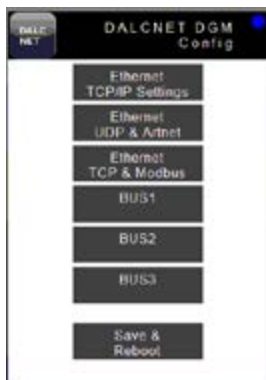 DALC
NET
DALCNET DGM
Config
Ethernet
TCP/IP Settings
Ethernet
UDP & Artnet
Ethernet
TCP & Modbus
BUS1
BUS2
BUS3
Save &
Reboot